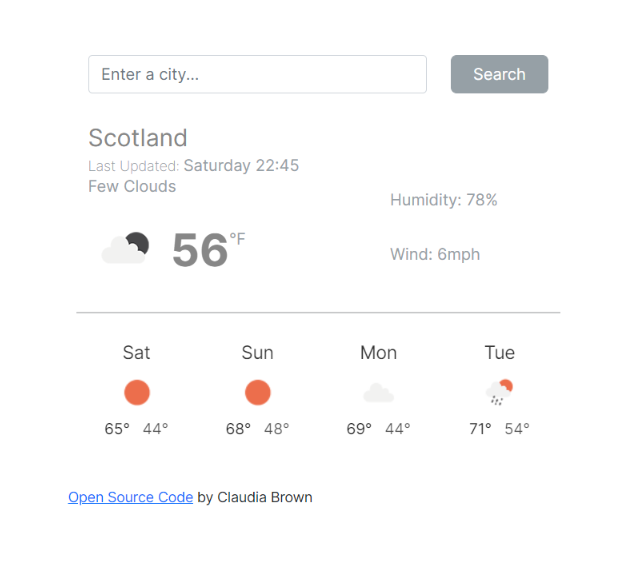 Enter a city...
Search
Scotland
Last Updated: Saturday 22:45
Few Clouds
Humidity: 78%
56°F
Wind: 6mph
Sat Sun Mon Tue
65° 44° 68° 48° 69° 44° 71° 54°
Open Source Code by Claudia Brown